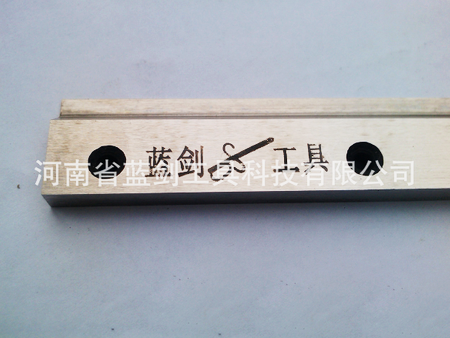 蓝剑 工具
河南省蓝剑工具科技有限公司